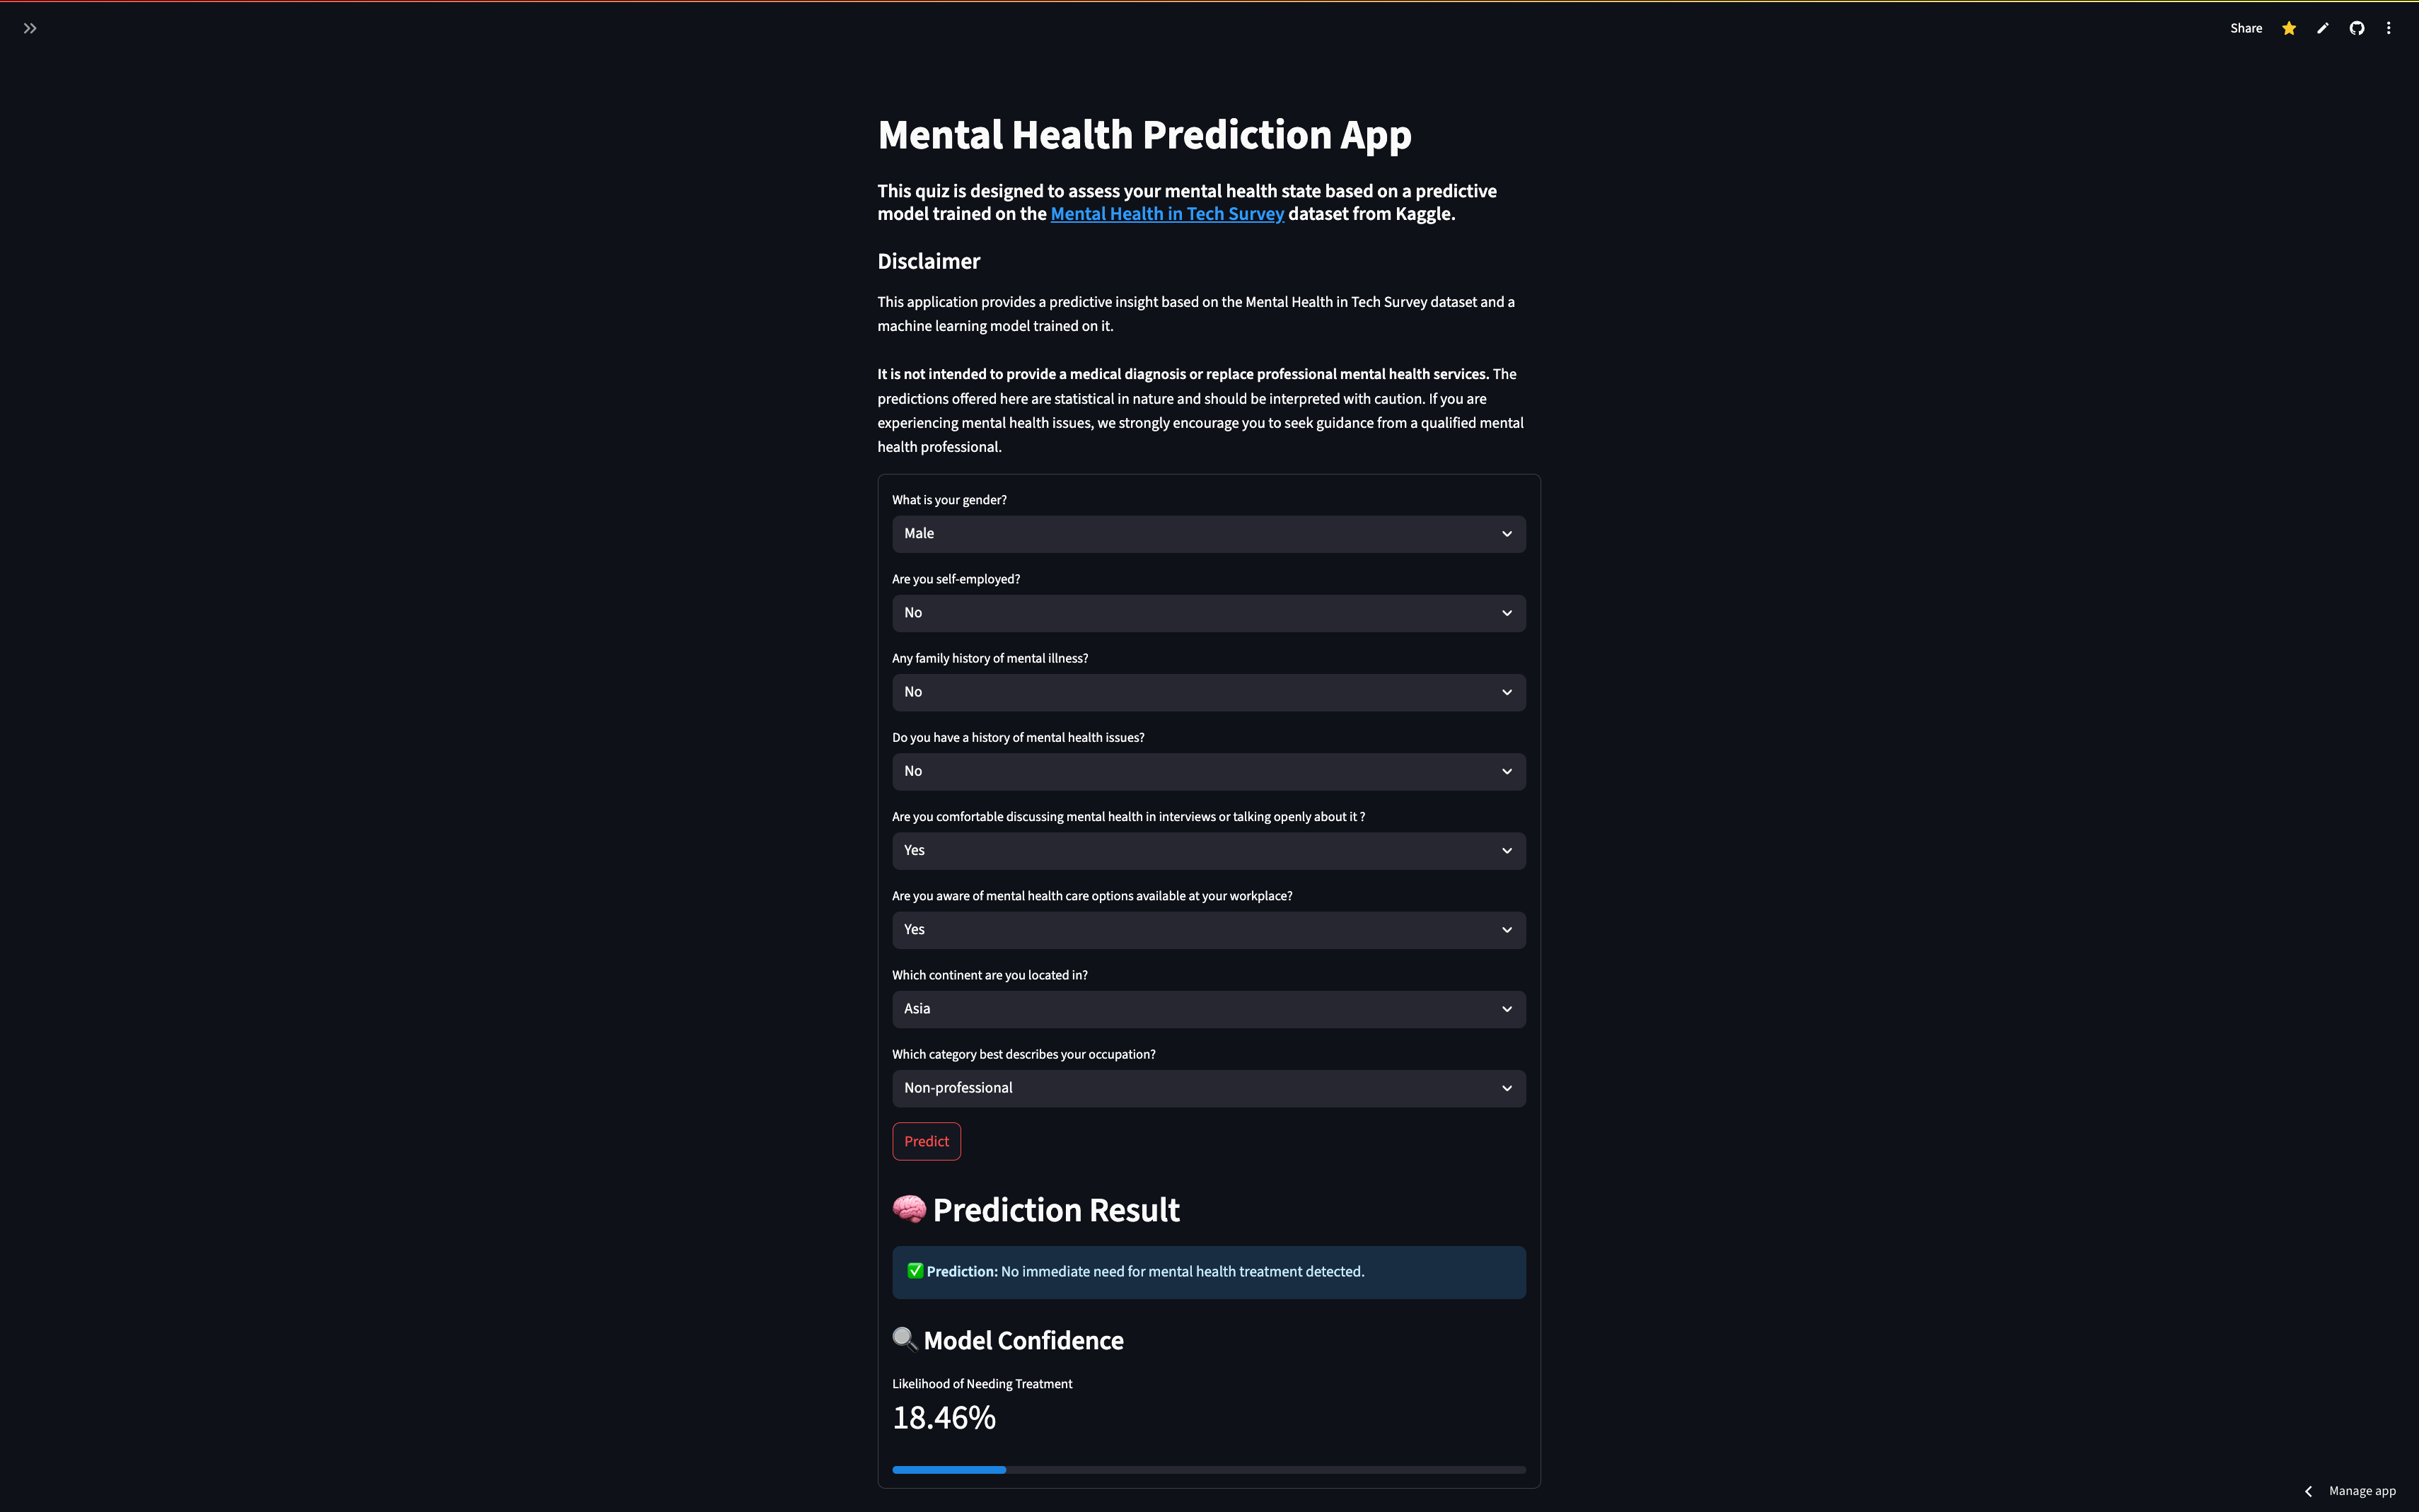 Share
Mental Health Prediction App
This quiz is designed to assess your mental health state based on a predictive
model trained on the Mental Health in Tech Survey dataset from Kaggle.
Disclaimer
This application provides a predictive insight based on the Mental Health in Tech Survey dataset and a
machine learning model trained on it.
It is not intended to provide a medical diagnosis or replace professional mental health services. The
predictions offered here are statistical in nature and should be interpreted with caution. If you are
experiencing mental health issues, we strongly encourage you to seek guidance from a qualified mental
health professional.
What is your gender?
Male
Are you self-employed?
No
Any family history of mental illness?
No
Do you have a history of mental health issues?
No
Are you comfortable discussing mental health in interviews or talking openly about it ?
Yes
Are you aware of mental health care options available at your workplace?
Yes
Which continent are you located in?
Asia
Which category best describes your occupation?
Non-professional
Predict
🧠 Prediction Result
✅ Prediction: No immediate need for mental health treatment detected.
🔍 Model Confidence
Likelihood of Needing Treatment
18.46%
Manage app